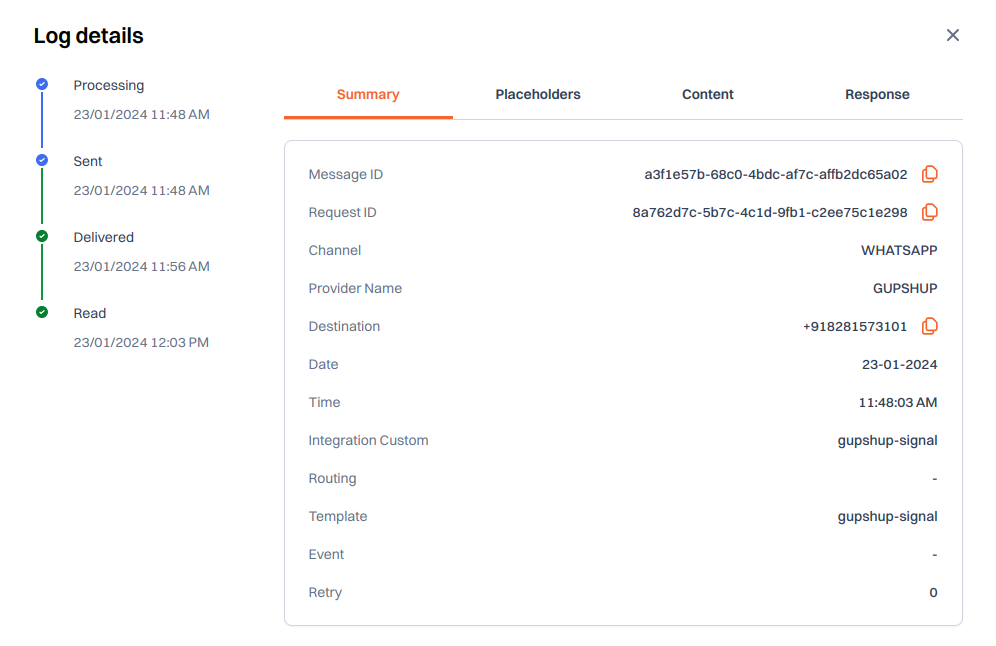 Log details
Processing
23/01/2024 11:48 AM
Sent
23/01/2024 11:48 AM
Delivered
23/01/2024 11:56 AM
Read
23/01/2024 12:03 PM
Summary Placeholders Content Response
Message ID a3f1e57b-68c0-4bdc-af7c-affb2dc65a02
Request ID 8a762d7c-5b7c-4c1d-9fb1-c2ee75c1e298
Channel WHATSAPP
Provider Name GUPSHUP
Destination +918281573101
Date 23-01-2024
Time 11:48:03 AM
Integration Custom gupshup-signal
Routing -
Template gupshup-signal
Event -
Retry 0